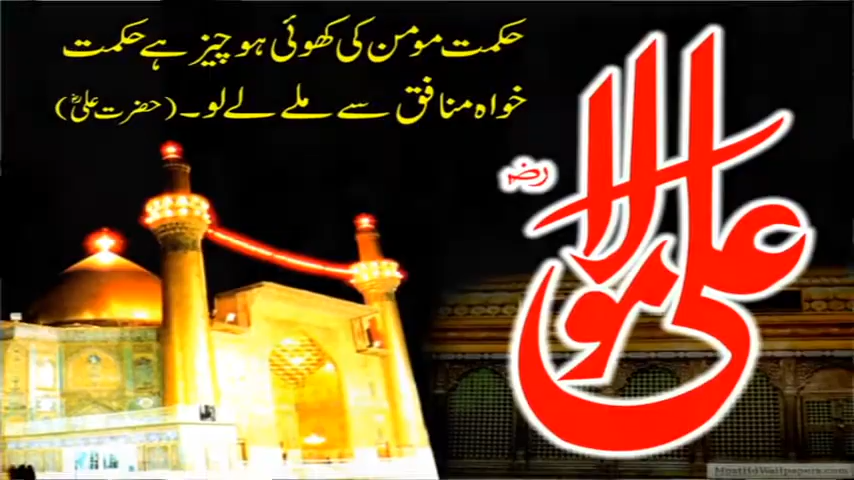 حکمت مومن کی کھوئی ہو چیز ہے حکمت
خواہ منافق سے ملے لے لو۔ (حضرت علیؓ)
مولا علی
رض
MostHdWallpapers.com